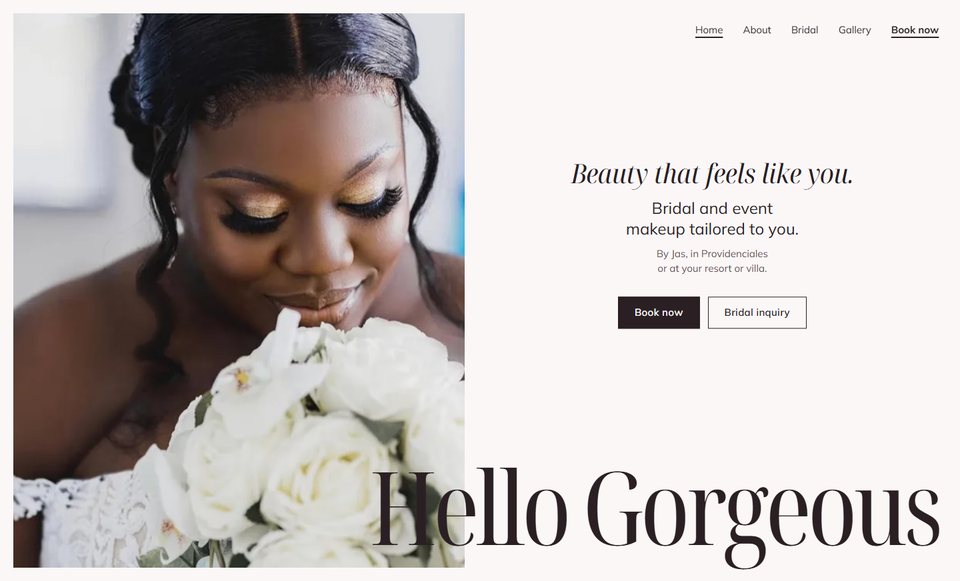 Home About Bridal Gallery Book now
Beauty that feels like you.
Bridal and event
makeup tailored to you.
By Jas, in Providenciales
or at your resort or villa.
Book now Bridal inquiry
Hello Gorgeous